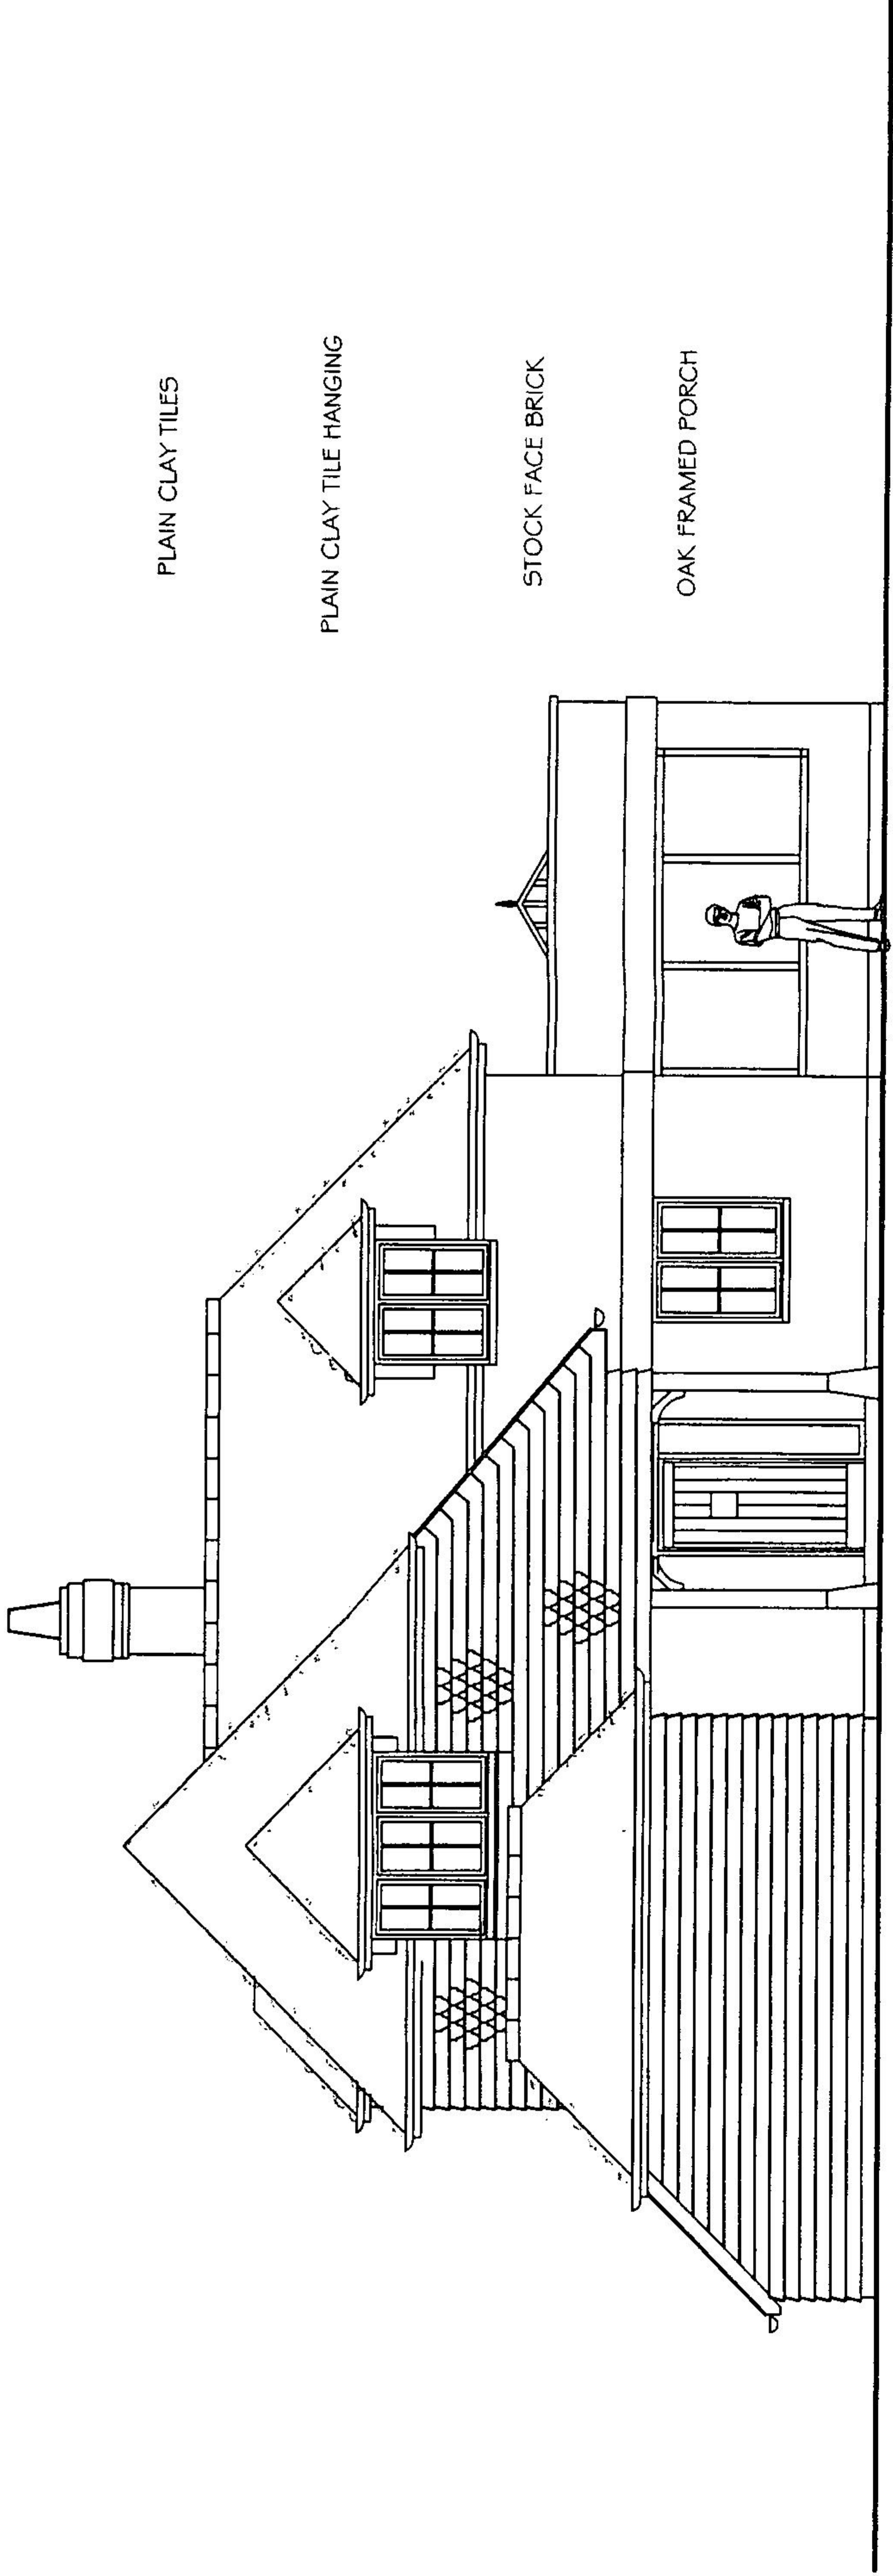 PLAIN CLAY TILES
PLAIN CLAY TILE HANGING
STOCK FACE BRICK
OAK FRAMED PORCH